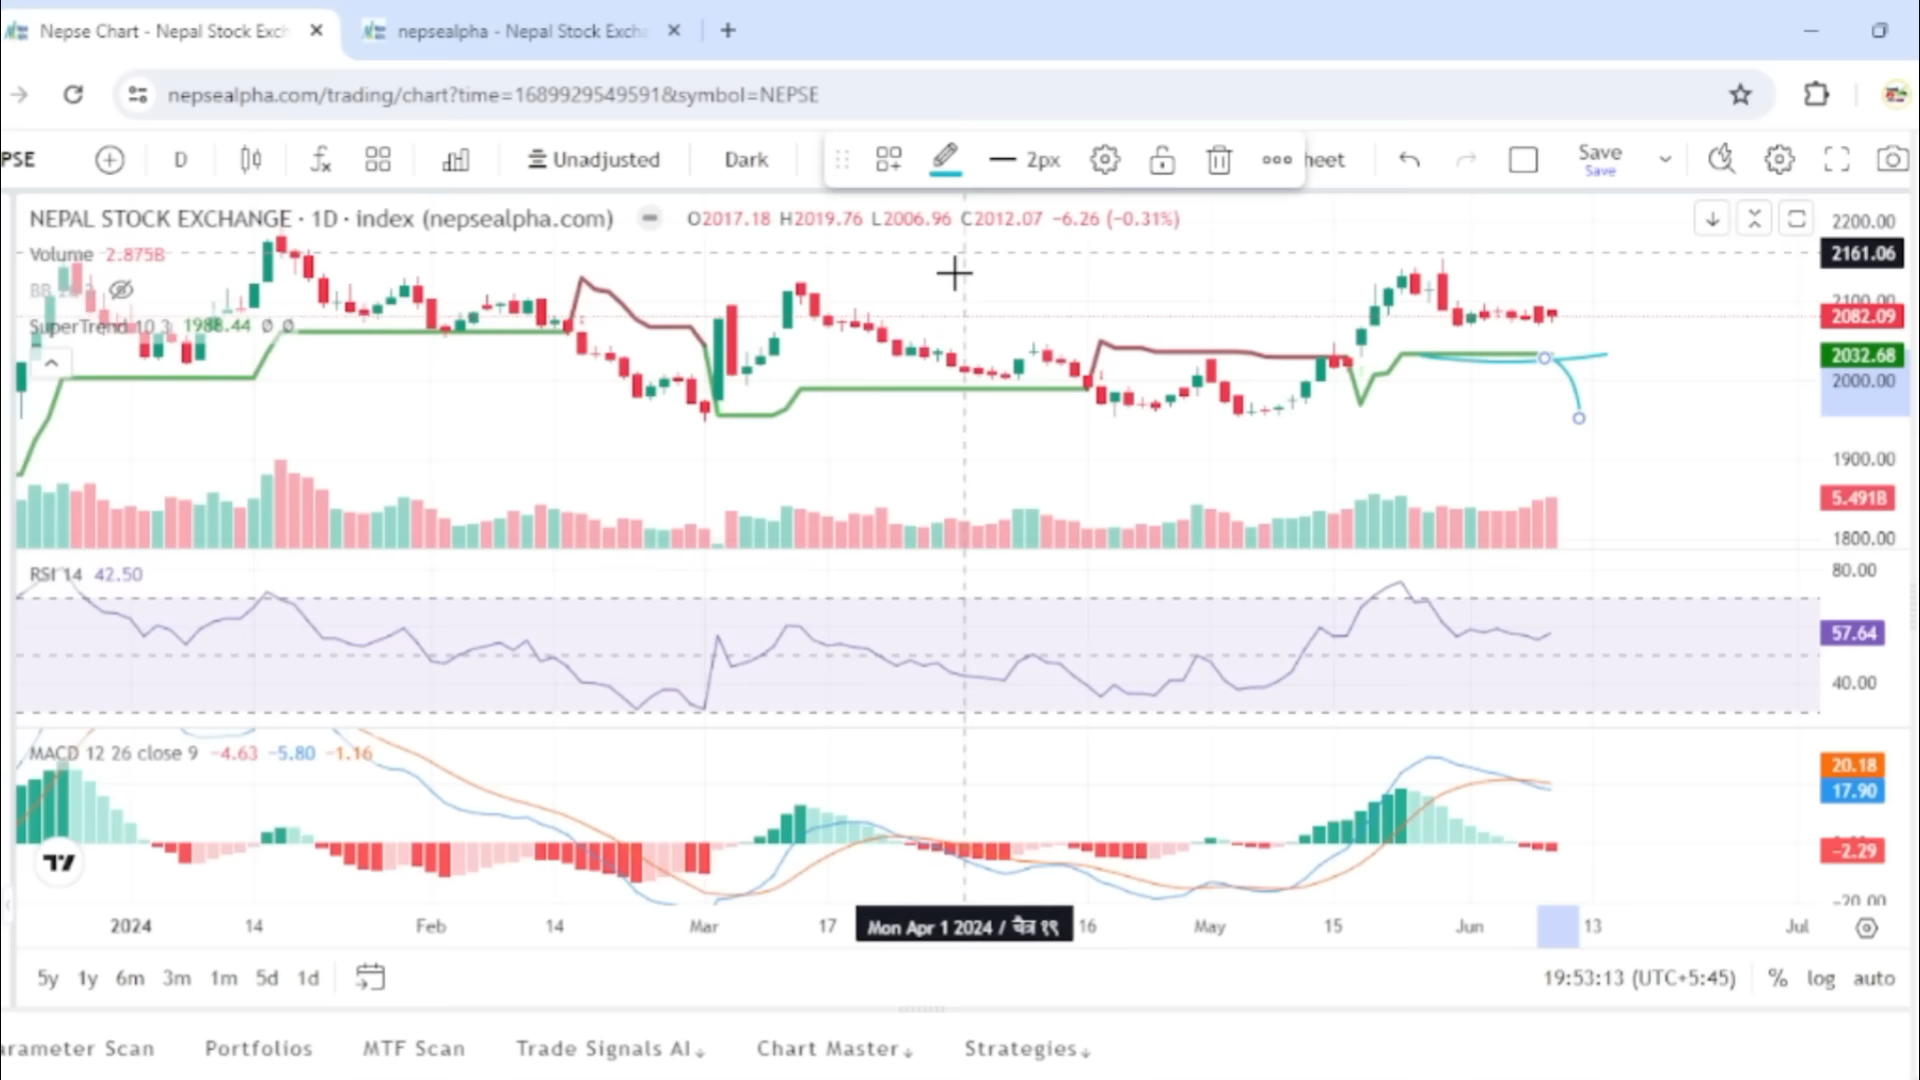 Nepse Chart - Nepal Stock Exch
nepsealpha - Nepal Stock Excha
nepsealpha.com/trading/chart?time=1689929549591&symbol=NEPSE
PSE
D
Unadjusted
Dark
2px
heet
Save
Save
NEPAL STOCK EXCHANGE · 1D · index (nepsealpha.com)
O2017.18 H2019.76 L2006.96 C2012.07 −6.26 (−0.31%)
Volume 2.875B
BB
SuperTrend 10 3 1988.44 ∅ ∅
2200.00
2161.06
2100.00
2082.09
2032.68
2000.00
1900.00
5.491B
1800.00
RSI 14 42.50
80.00
57.64
40.00
MACD 12 26 close 9 −4.63 −5.80 −1.16
20.18
17.90
−2.29
−20.00
2024 14 Feb 14 Mar 17 Mon Apr 1 2024 / चैत्र १९ 16 May 15 Jun 13 Jul
5y 1y 6m 3m 1m 5d 1d
19:53:13 (UTC+5:45) % log auto
arameter Scan Portfolios MTF Scan Trade Signals AI↓ Chart Master↓ Strategies↓